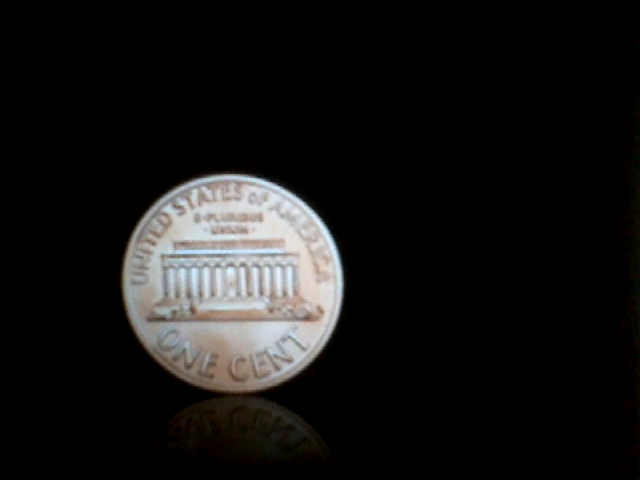 UNITED STATES OF AMERICA
E·PLURIBUS
·UNUM·
ONE CENT